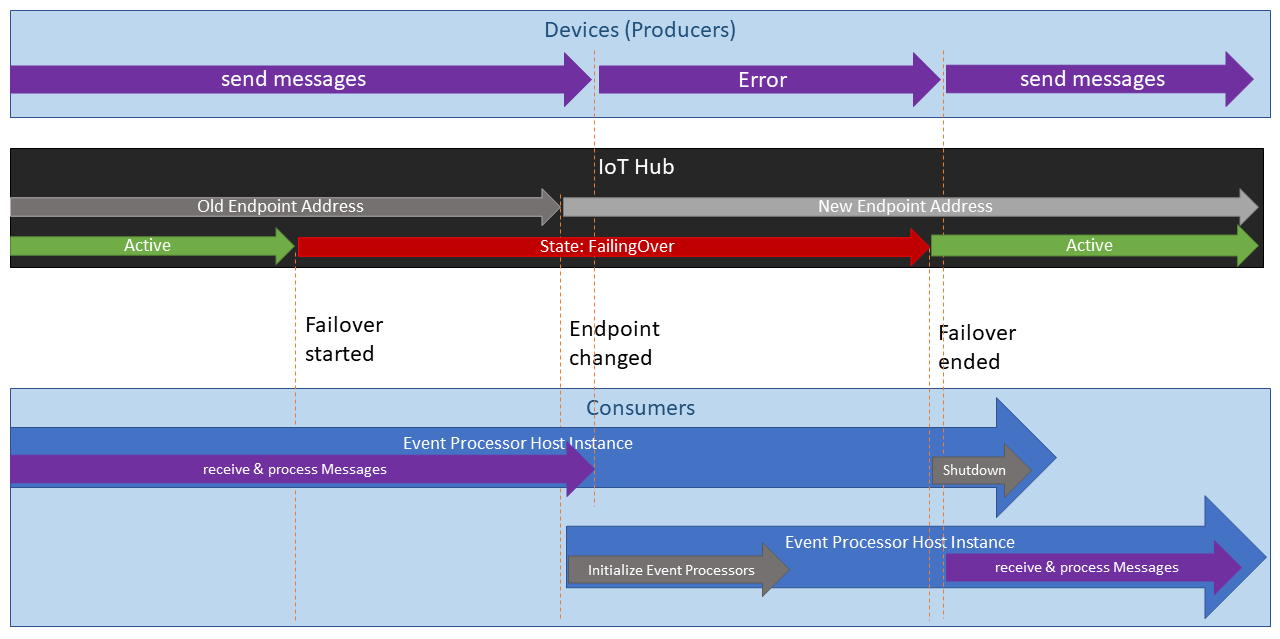 Devices (Producers)
send messages
Error
send messages
IoT Hub
Old Endpoint Address
New Endpoint Address
Active
State: FailingOver
Active
Failover
started
Endpoint
changed
Failover
ended
Consumers
Event Processor Host Instance
receive & process Messages
Shutdown
Event Processor Host Instance
Initialize Event Processors
receive & process Messages